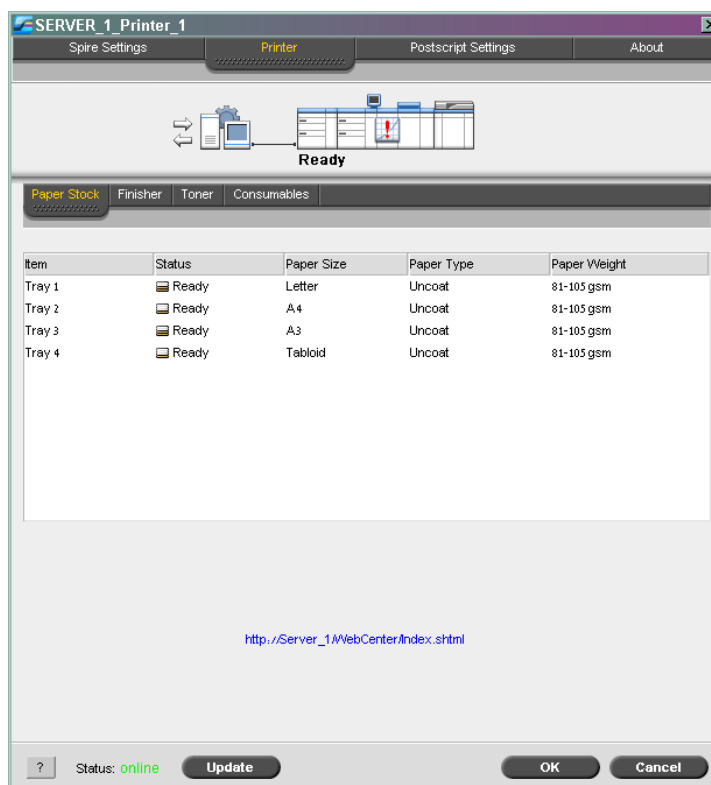 SERVER_1_Printer_1
Spire Settings Printer Postscript Settings About
Ready
Paper Stock Finisher Toner Consumables
Item Status Paper Size Paper Type Paper Weight
Tray 1 Ready Letter Uncoat 81-105 gsm
Tray 2 Ready A4 Uncoat 81-105 gsm
Tray 3 Ready A3 Uncoat 81-105 gsm
Tray 4 Ready Tabloid Uncoat 81-105 gsm
http://Server_1/WebCenter/Index.shtml
? Status: online Update OK Cancel